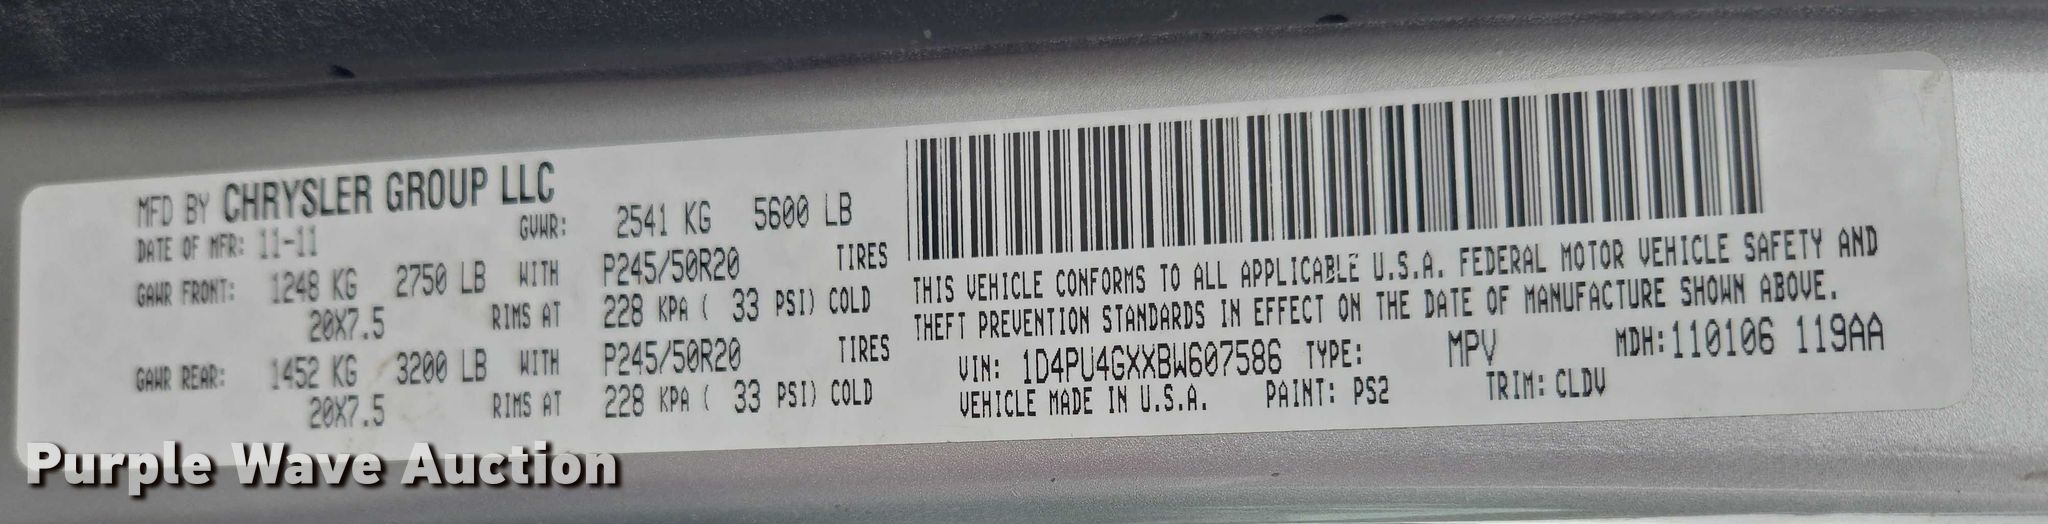 MFD BY CHRYSLER GROUP LLC
DATE OF MFR: 11-11 GVWR: 2541 KG 5600 LB
GAWR FRONT: 1248 KG 2750 LB WITH P245/50R20 TIRES
20X7.5 RIMS AT 228 KPA ( 33 PSI) COLD
GAWR REAR: 1452 KG 3200 LB WITH P245/50R20 TIRES
20X7.5 RIMS AT 228 KPA ( 33 PSI) COLD
THIS VEHICLE CONFORMS TO ALL APPLICABLE U.S.A. FEDERAL MOTOR VEHICLE SAFETY AND
THEFT PREVENTION STANDARDS IN EFFECT ON THE DATE OF MANUFACTURE SHOWN ABOVE.
VIN: 1D4PU4GXXBW607586 TYPE: MPV MDH: 110106 119AA
VEHICLE MADE IN U.S.A. PAINT: PS2 TRIM: CLDV
Purple Wave Auction